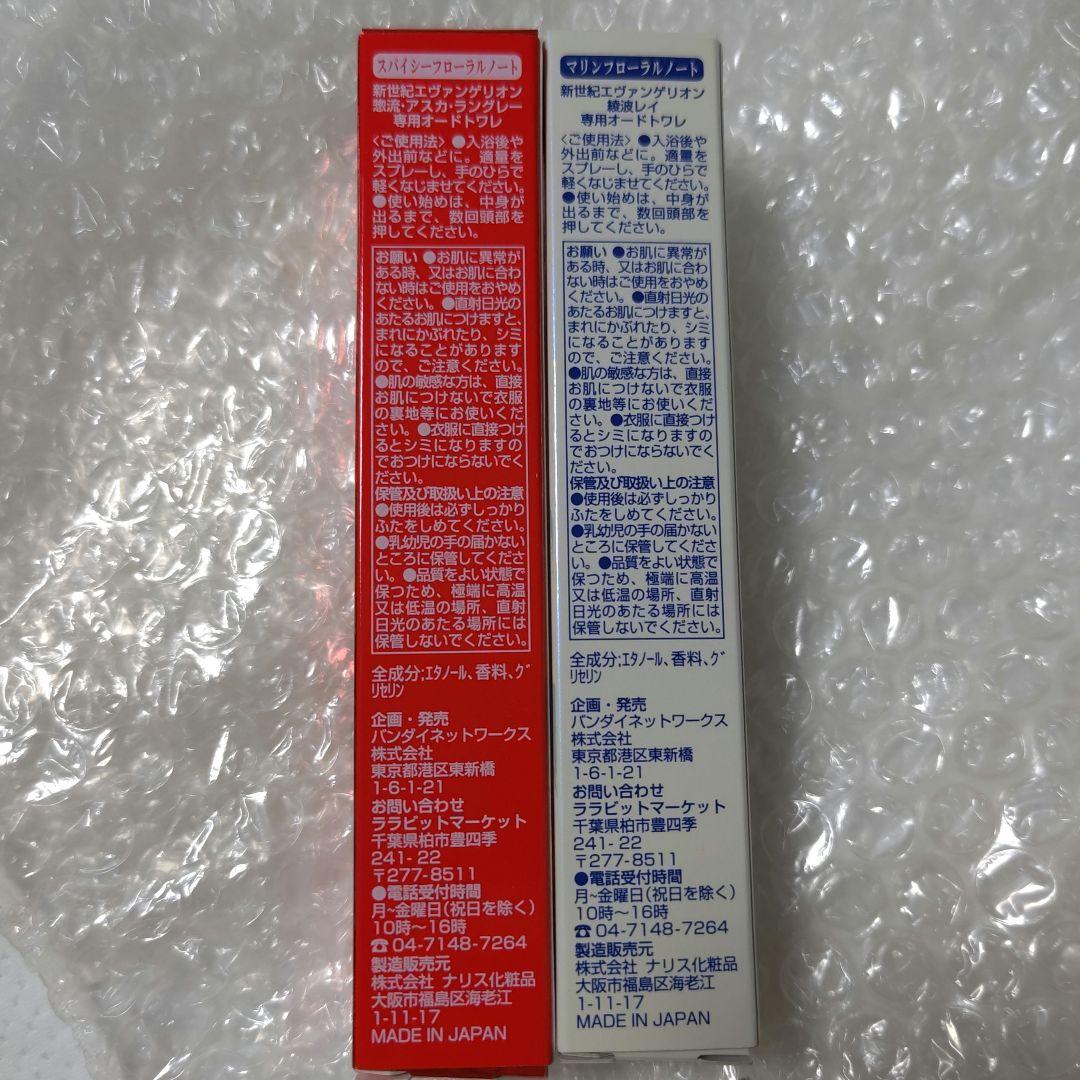 スパイシーフローラルノート
新世紀エヴァンゲリオン
惣流・アスカ・ラングレー
専用オードトワレ
〈ご使用法〉●入浴後や
外出前などに。適量を
スプレーし、手のひらで
軽くなじませてください。
●使い始めは、中身が
出るまで、数回頭部を
押してください。
お願い ●お肌に異常が
ある時、又はお肌に合わ
ない時はご使用をおやめ
ください。●直射日光の
あたるお肌につけますと、
まれにかぶれたり、シミ
になることがあります
ので、ご注意ください。
●肌の敏感な方は、直接
お肌につけないで衣服
の裏地等にお使いくだ
さい。●衣服に直接つけ
るとシミになりますの
でおつけにならないでく
ださい。
保管及び取扱い上の注意
●使用後は必ずしっかり
ふたをしめてください。
●乳幼児の手の届かない
ところに保管してくださ
い。●品質をよい状態で
保つため、極端に高温
又は低温の場所、直射
日光のあたる場所には
保管しないでください。
全成分;エタノール、香料、グ
リセリン
企画・発売
バンダイネットワークス
株式会社
東京都港区東新橋
1-6-1-21
お問い合わせ
ララビットマーケット
千葉県柏市豊四季
241- 22
〒277-8511
●電話受付時間
月~金曜日(祝日を除く)
10時〜16時
☎04-7148-7264
製造販売元
株式会社 ナリス化粧品
大阪市福島区海老江
1-11-17
MADE IN JAPAN
マリンフローラルノート
新世紀エヴァンゲリオン
綾波レイ
専用オードトワレ
〈ご使用法〉●入浴後や
外出前などに。適量を
スプレーし、手のひらで
軽くなじませてください。
●使い始めは、中身が
出るまで、数回頭部を
押してください。
お願い ●お肌に異常が
ある時、又はお肌に合わ
ない時はご使用をおやめ
ください。●直射日光の
あたるお肌につけますと、
まれにかぶれたり、シミ
になることがあります
ので、ご注意ください。
●肌の敏感な方は、直接
お肌につけないで衣服
の裏地等にお使いくだ
さい。●衣服に直接つけ
るとシミになりますの
でおつけにならないでく
ださい。
保管及び取扱い上の注意
●使用後は必ずしっかり
ふたをしめてください。
●乳幼児の手の届かない
ところに保管してくださ
い。●品質をよい状態で
保つため、極端に高温
又は低温の場所、直射
日光のあたる場所には
保管しないでください。
全成分;エタノール、香料、グ
リセリン
企画・発売
バンダイネットワークス
株式会社
東京都港区東新橋
1-6-1-21
お問い合わせ
ララビットマーケット
千葉県柏市豊四季
241- 22
〒277-8511
●電話受付時間
月~金曜日(祝日を除く)
10時〜16時
☎04-7148-7264
製造販売元
株式会社 ナリス化粧品
大阪市福島区海老江
1-11-17
MADE IN JAPAN